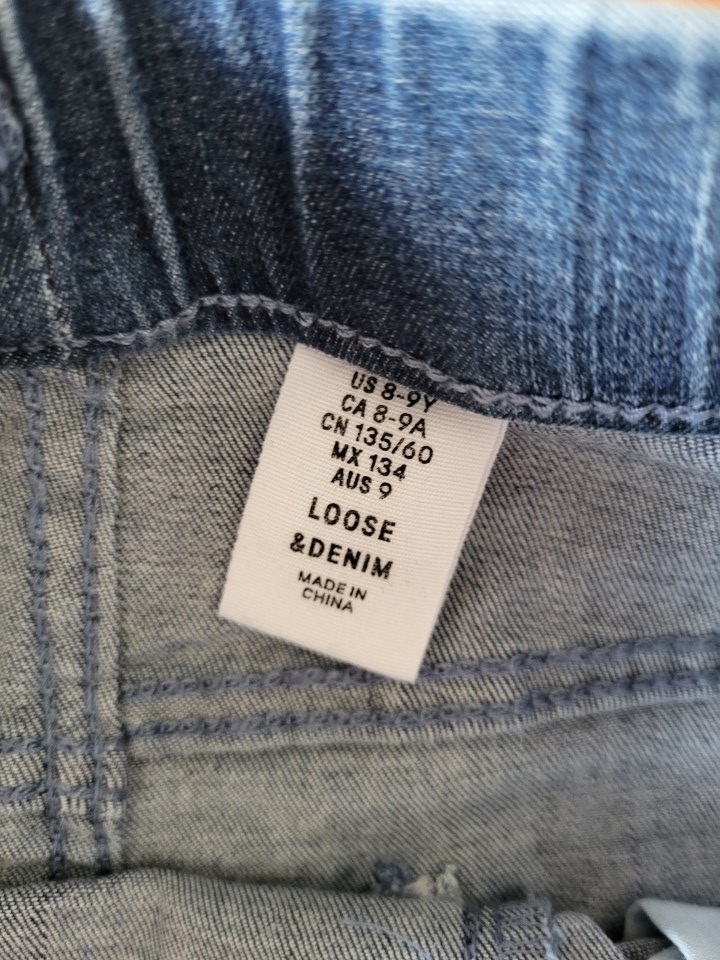 US 8-9Y
CA 8-9A
CN 135/60
MX 134
AUS 9
LOOSE
&DENIM
MADE IN
CHINA